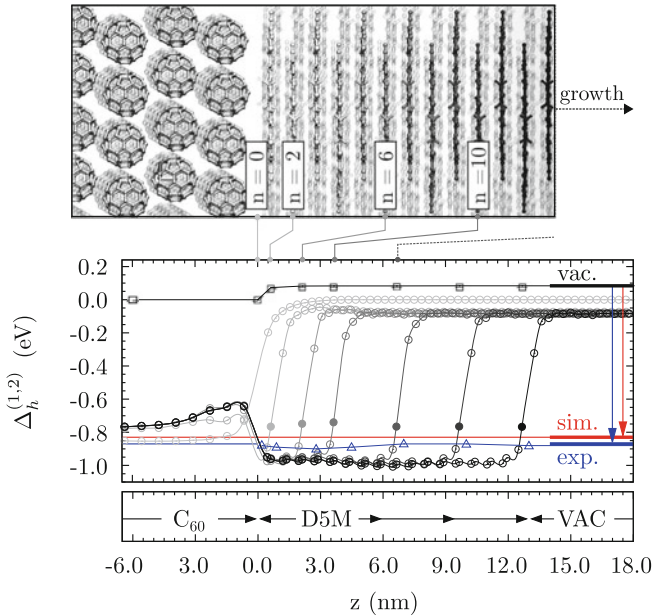 growth
n = 0
n = 2
n = 6
n = 10
0.2
0.0
-0.2
-0.4
-0.6
-0.8
-1.0
Δₕ⁽¹,²⁾ (eV)
vac.
sim.
exp.
C₆₀ D5M VAC
-6.0 -3.0 0.0 3.0 6.0 9.0 12.0 15.0 18.0
z (nm)